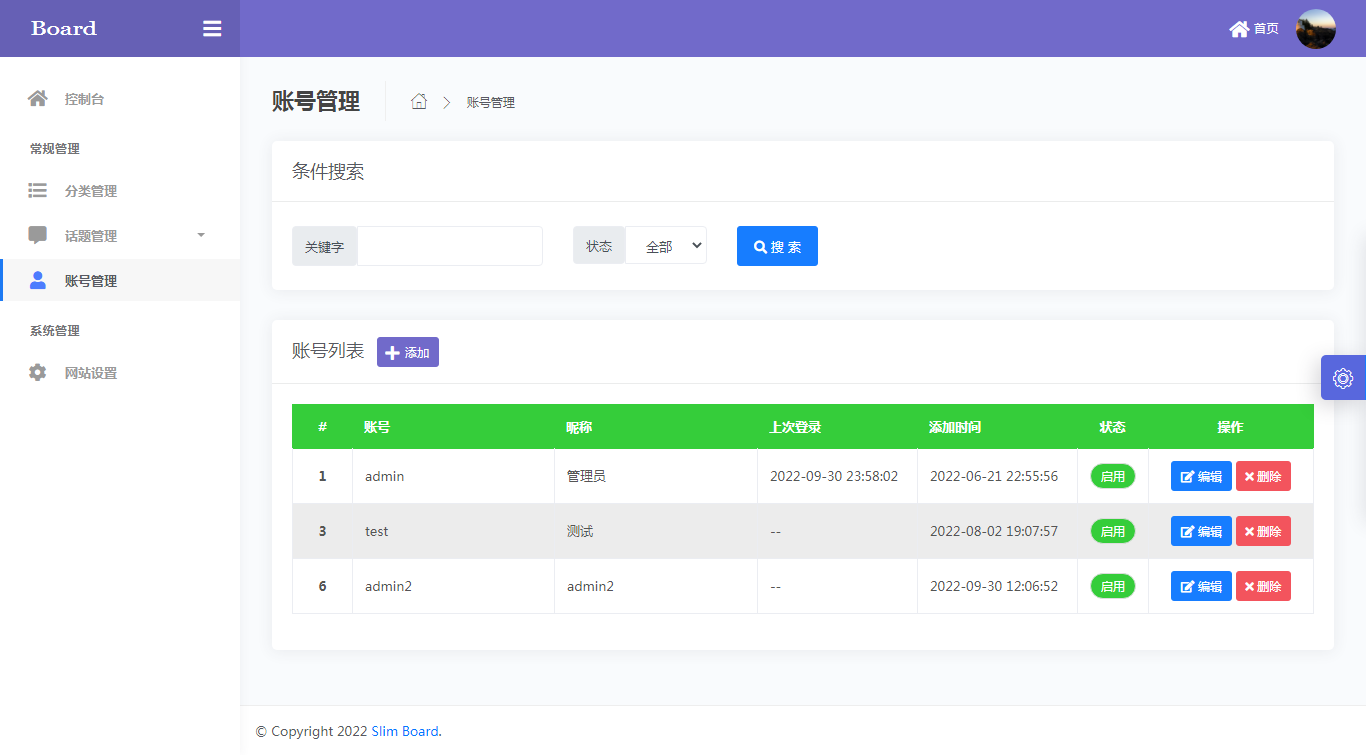 Board
首页
控制台
常规管理
分类管理
话题管理
账号管理
系统管理
网站设置
账号管理
账号管理
条件搜索
关键字
状态 全部
搜 索
账号列表 添加
# 账号 昵称 上次登录 添加时间 状态 操作
1 admin 管理员 2022-09-30 23:58:02 2022-06-21 22:55:56 启用 编辑 删除
3 test 测试 -- 2022-08-02 19:07:57 启用 编辑 删除
6 admin2 admin2 -- 2022-09-30 12:06:52 启用 编辑 删除
© Copyright 2022 Slim Board.